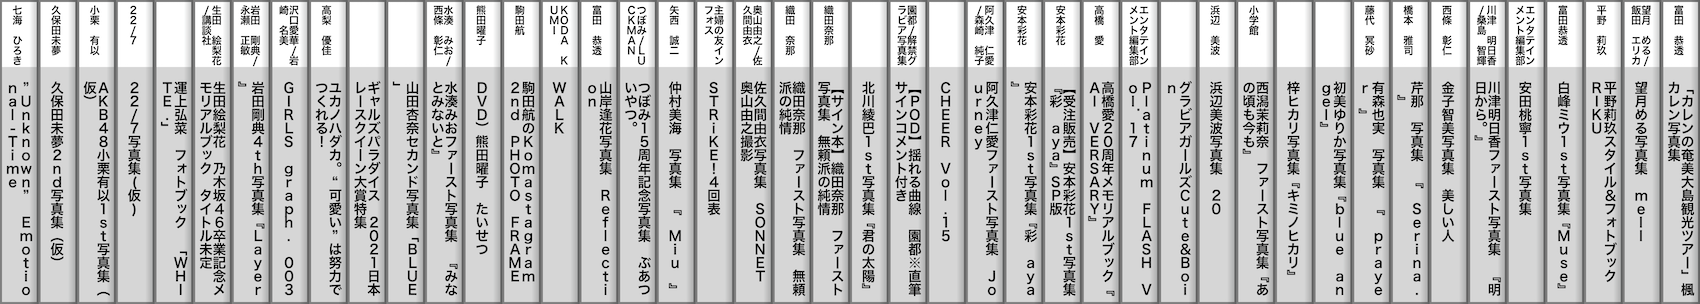 富田 恭透
「カレンの奄美大島観光ツアー」楓
カレン写真集
望月 める/
飯田 エリカ
望月める写真集 mell
平野 莉玖
平野莉玖スタイル&フォトブック
RIKU
富田恭透
白峰ミウ1st写真集『Muse』
エンタテイン
メント編集部
安田桃寧1st写真集
川津 明日香
/桑島 智輝
川津明日香ファースト写真集 『明
日から。』
西條 彰仁
金子智美写真集 美しい人
橋本 雅司
芹那 写真集 『Serina.
』
藤代 冥砂
有森也実 写真集 『praye
r』
初美ゆりか写真集『blue an
gel』
梓ヒカリ写真集『キミノヒカリ』
小学館
西潟茉莉奈 ファースト写真集『あ
の頃も今も』
浜辺 美波
浜辺美波写真集 20
グラビアガールズCute&Boi
n
エンタテイン
メント編集部
Platinum FLASH V
ol.17
高橋 愛
高橋愛20周年メモリアルブック『
AI VERSARY』
安本彩花
【受注販売】安本彩花1st写真集
『彩 aya』SP版
安本彩花
安本彩花1st写真集『彩 aya
』
阿久津 仁愛
/森崎 純子
阿久津仁愛ファースト写真集 Jo
urney
CHEER Vol.15
園都/解禁グ
ラビア写真集
【POD】揺れる曲線 園都※直筆
サインコメント付き
北川綾巴1st写真集『君の太陽』
織田奈那
【サイン本】織田奈那 ファースト
写真集 無頼派の純情
織田 奈那
織田奈那 ファースト写真集 無頼
派の純情
奥山由之/佐
久間由衣
佐久間由衣写真集 SONNET
奥山由之撮影
主婦の友イン
フォス
STRiKE!4回表
矢西 誠二
仲村美海 写真集 『Miu』
つぼみ/LU
CKMAN
つぼみ15周年記念写真集 ぶあつ
いやつ。
富田 恭透
山岸逢花写真集 Reflecti
on
KODA K
UMI
WALK
駒田航
駒田航のKomastagram
2nd PHOTO FRAME
熊田曜子
DVD) 熊田曜子 たいせつ
水湊 みお/
西條 彰仁
水湊みおファースト写真集 『みな
とみないと』
山田杏奈セカンド写真集「BLUE
」
ギャルズパラダイス 2021日本
レースクイーン大賞特集
高梨 優佳
ユカノハダカ。“可愛い”は努力で
つくれる!
沢口愛華/岩
崎 名美
GIRLS graph.003
岩田 剛典/
永瀬 正敏
岩田剛典4th写真集『Layer
』
生田 絵梨花
/講談社
生田絵梨花 乃木坂46卒業記念メ
モリアルブック タイトル未定
運上弘菜 フォトブック 「WHI
TE.」
22/7
22/7写真集(仮)
小栗 有以
AKB48小栗有以1st写真集(
仮)
久保田未夢
久保田未夢2nd写真集(仮)
七海 ひろき
”Unknown” Emotio
nal-Time